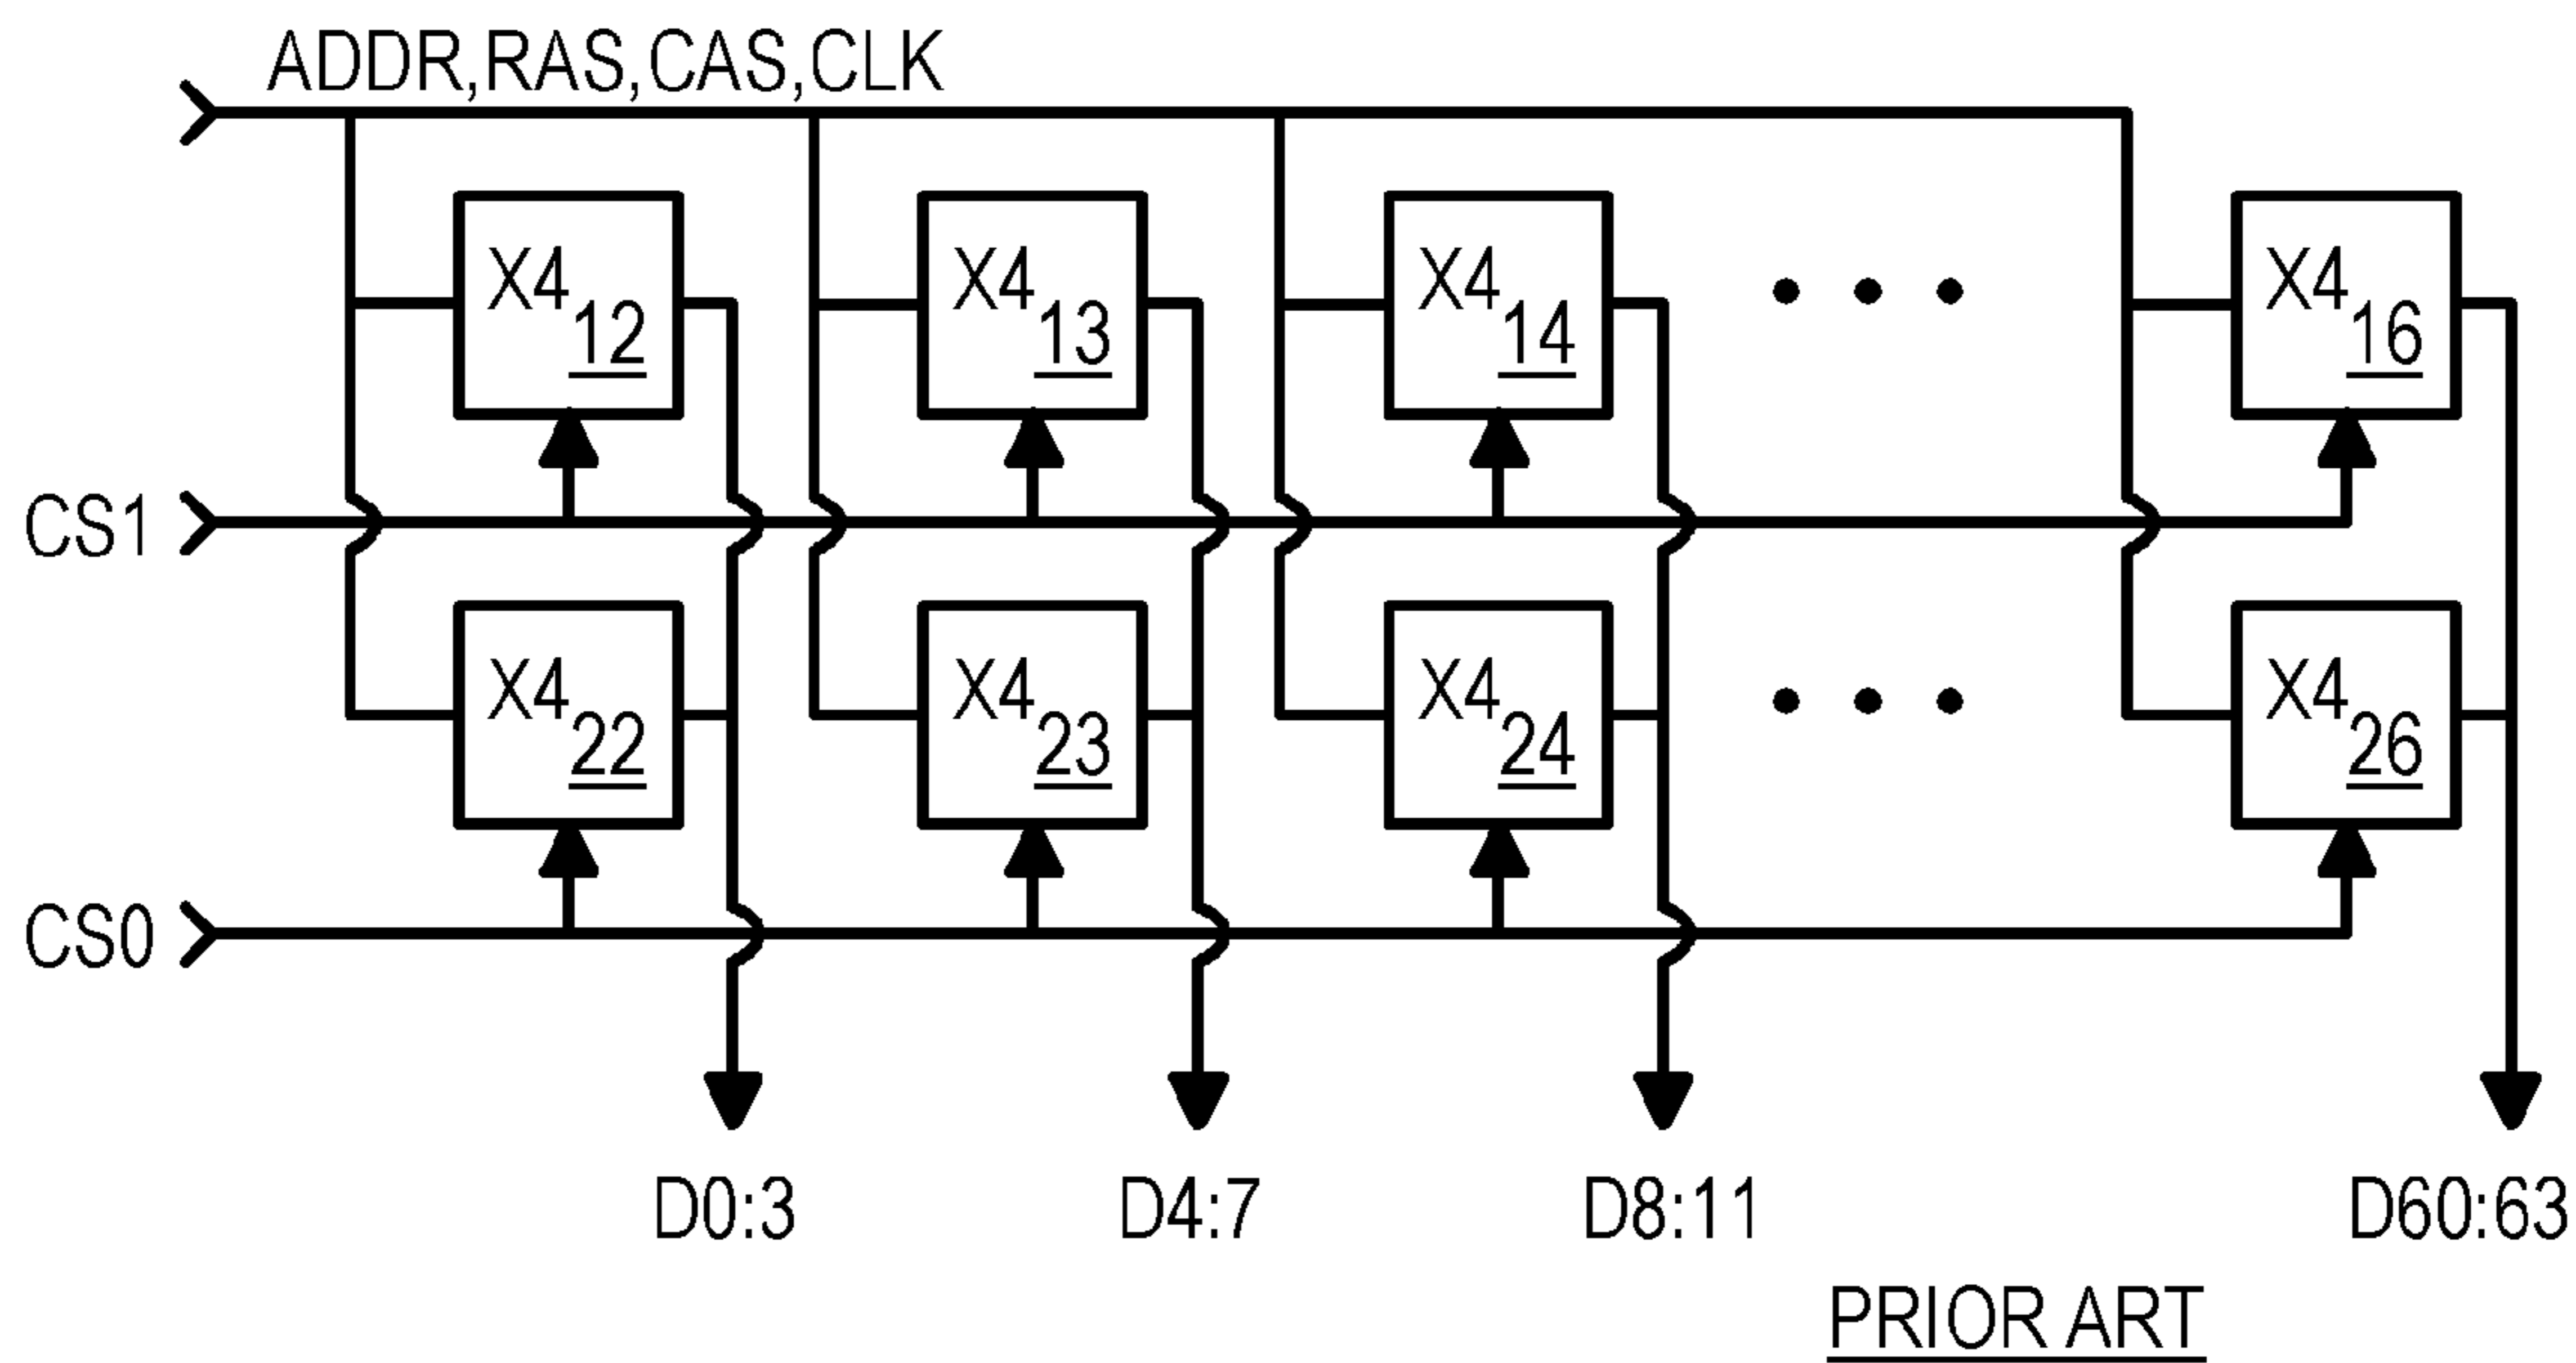 ADDR,RAS,CAS,CLK
X4 12
X4 13
X4 14
X4 16
CS1
X4 22
X4 23
X4 24
X4 26
CS0
D0:3
D4:7
D8:11
D60:63
PRIOR ART